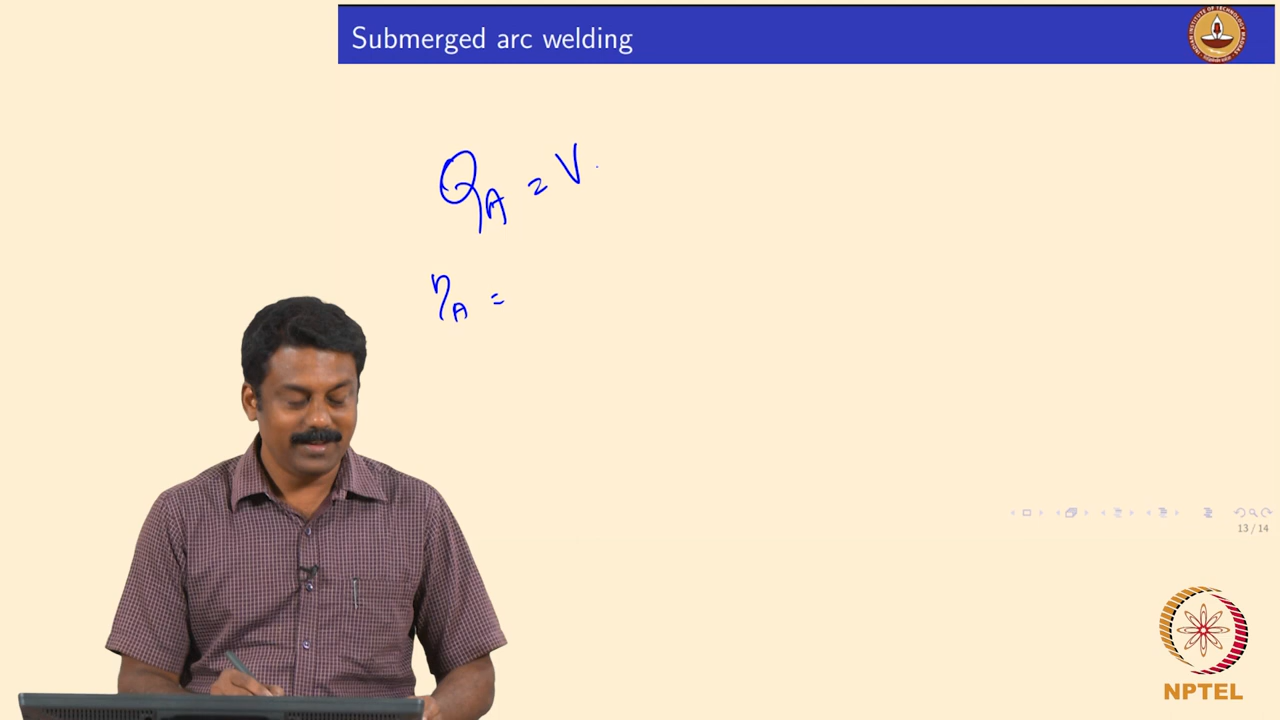 Submerged arc welding
Q_A = V.
η_A =
13 / 14
NPTEL